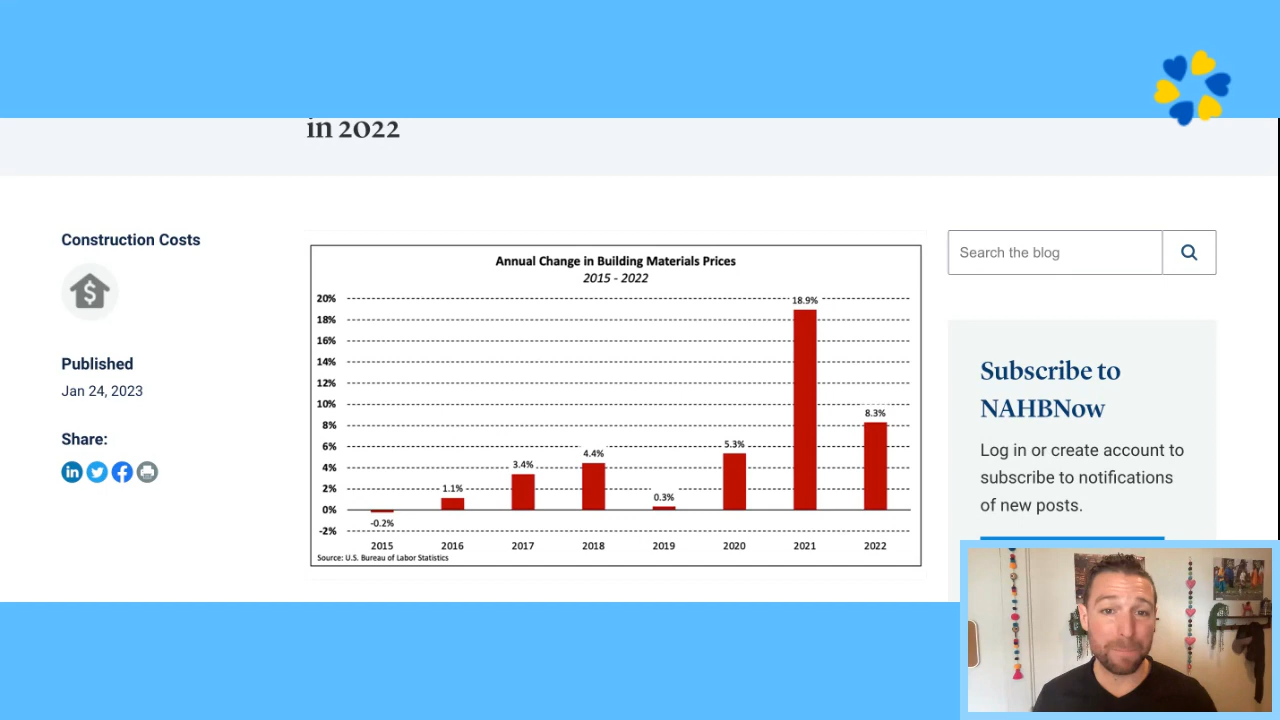 in 2022
Construction Costs
Published
Jan 24, 2023
Share:
Annual Change in Building Materials Prices
2015 - 2022
20%
18%
16%
14%
12%
10%
8%
6%
4%
2%
0%
-2%
-0.2%
1.1%
3.4%
4.4%
0.3%
5.3%
18.9%
8.3%
2015 2016 2017 2018 2019 2020 2021 2022
Source: U.S. Bureau of Labor Statistics
Search the blog
Subscribe to
NAHBNow
Log in or create account to
subscribe to notifications
of new posts.